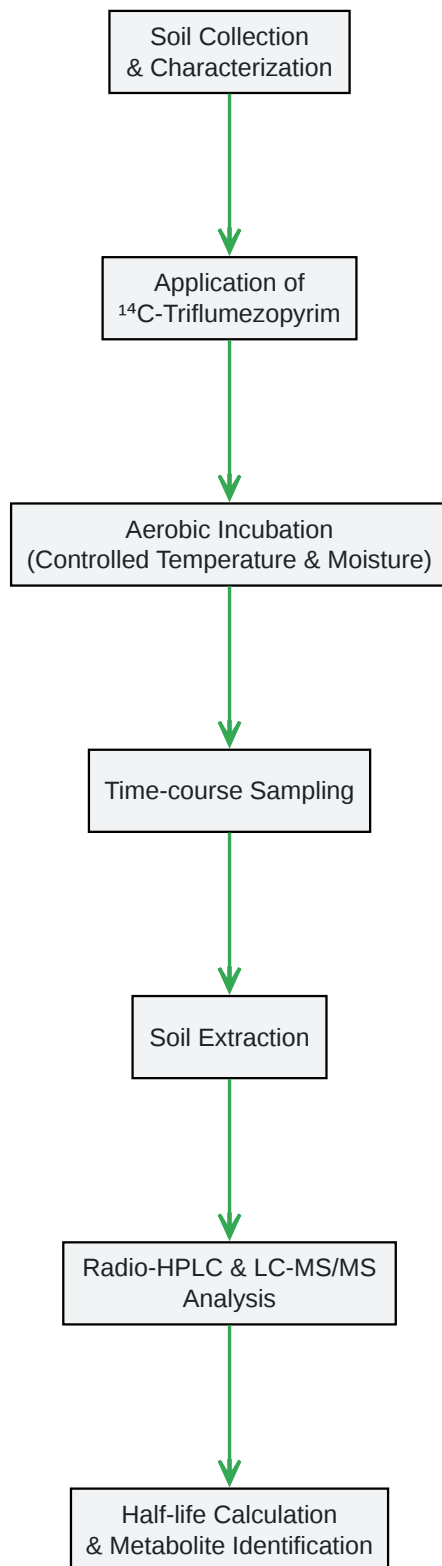 Soil Collection
& Characterization
Application of
¹⁴C-Triflumezopyrim
Aerobic Incubation
(Controlled Temperature & Moisture)
Time-course Sampling
Soil Extraction
Radio-HPLC & LC-MS/MS
Analysis
Half-life Calculation
& Metabolite Identification